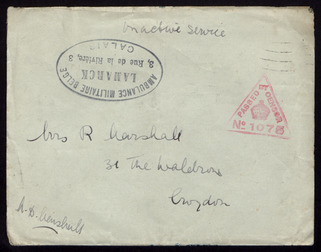 on active service
AMBULANCE MILITAIRE BELGE
LAMARCK
3, Rue de la Rivière, 3
CALAIS
PASSED CENSOR
No 1075
Mrs R Marshall
31 The Waldrons
Croydon